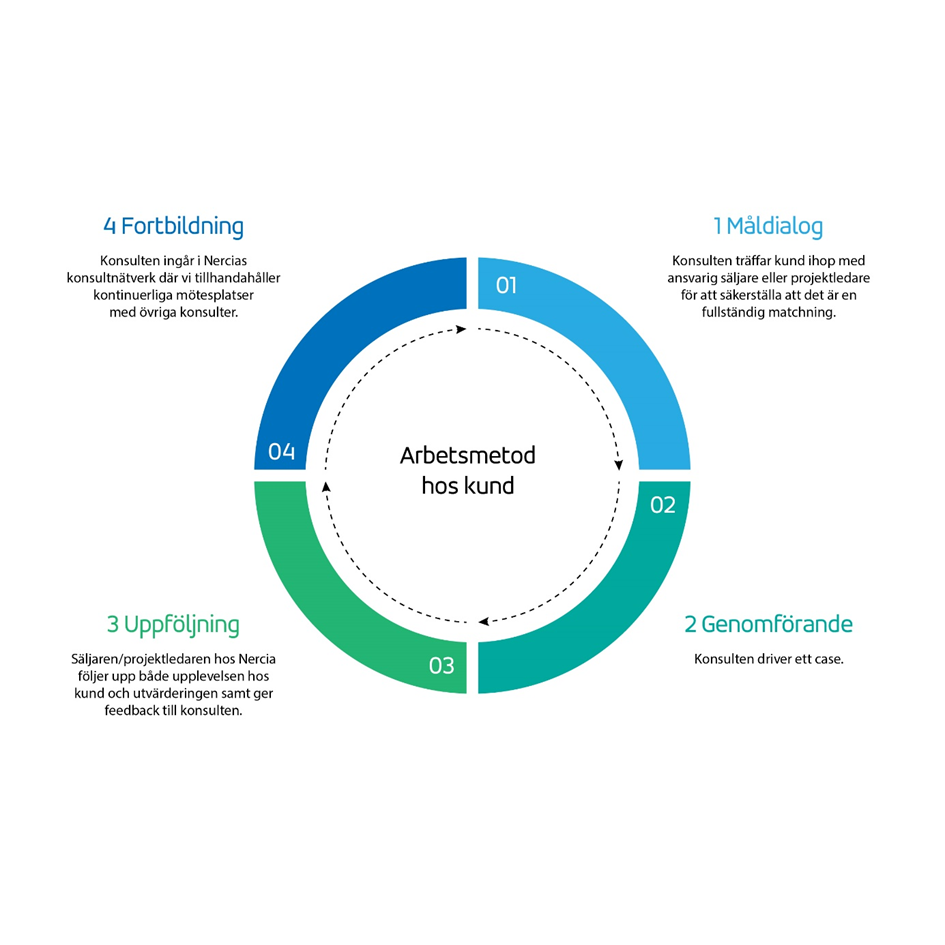 4 Fortbildning
Konsulten ingår i Nercias
konsultnätverk där vi tillhandahåller
kontinuerliga mötesplatser
med övriga konsulter.
1 Måldialog
Konsulten träffar kund ihop med
ansvarig säljare eller projektledare
för att säkerställa att det är en
fullständig matchning.
01
04
Arbetsmetod
hos kund
02
03
3 Uppföljning
Säljaren/projektledaren hos Nercia
följer upp både upplevelsen hos
kund och utvärderingen samt ger
feedback till konsulten.
2 Genomförande
Konsulten driver ett case.